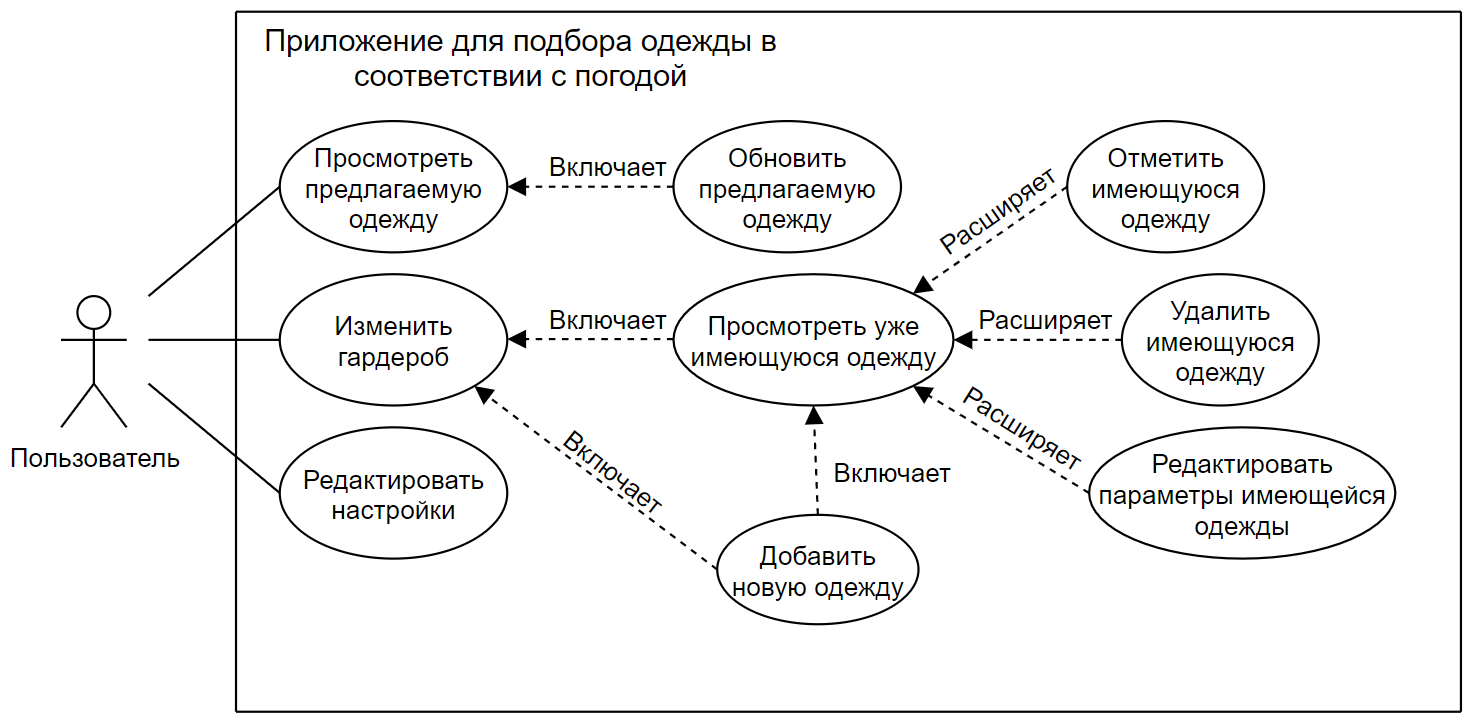 Приложение для подбора одежды в
соответствии с погодой
Просмотреть
предлагаемую
одежду
Включает
Обновить
предлагаемую
одежду
Расширяет
Отметить
имеющуюся
одежду
Изменить
гардероб
Включает
Просмотреть уже
имеющуюся одежду
Расширяет
Удалить
имеющуюся
одежду
Пользователь
Редактировать
настройки
Включает
Включает
Расширяет
Редактировать
параметры имеющейся
одежды
Добавить
новую одежду